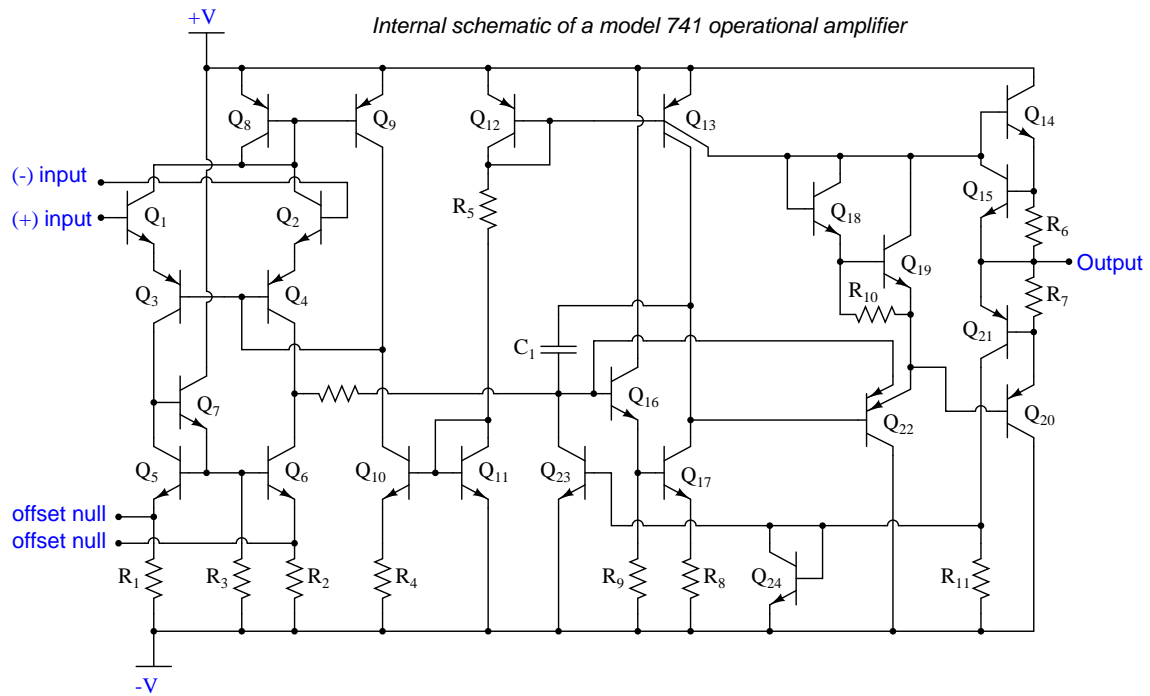 +V
Internal schematic of a model 741 operational amplifier
Q8
Q9
Q12
Q13
Q14
(-) input
(+) input
Q1
Q2
R5
Q18
Q15
R6
Q3
Q4
Q19
Output
R10
R7
C1
Q21
Q7
Q16
Q22
Q20
Q5
Q6
Q10
Q11
Q23
Q17
offset null
offset null
R1
R3
R2
R4
R9
R8
Q24
R11
-V